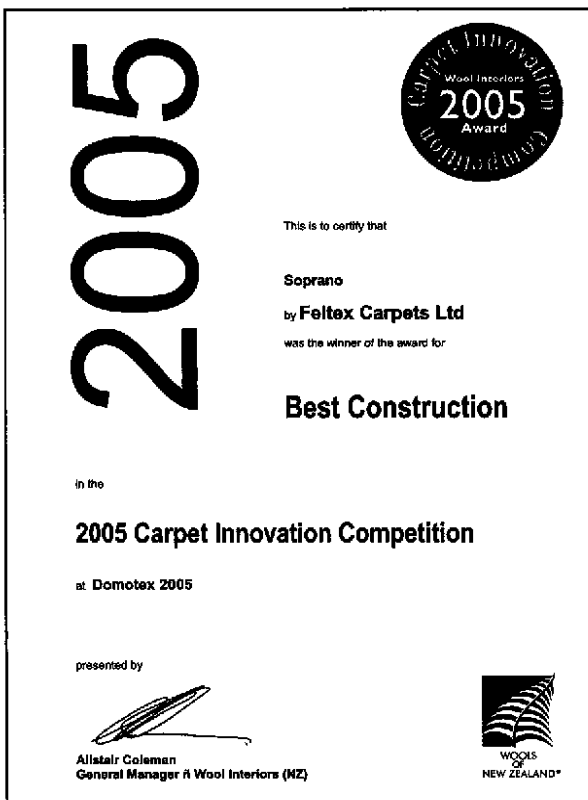 2005
Carpet Innovation
Wool Interiors
2005
Award
Competition
This is to certify that
Soprano
by Feltex Carpets Ltd
was the winner of the award for
Best Construction
in the
2005 Carpet Innovation Competition
at Domotex 2005
presented by
Alistair Coleman
General Manager ñ Wool Interiors (NZ)
WOOLS
OF
NEW ZEALAND®